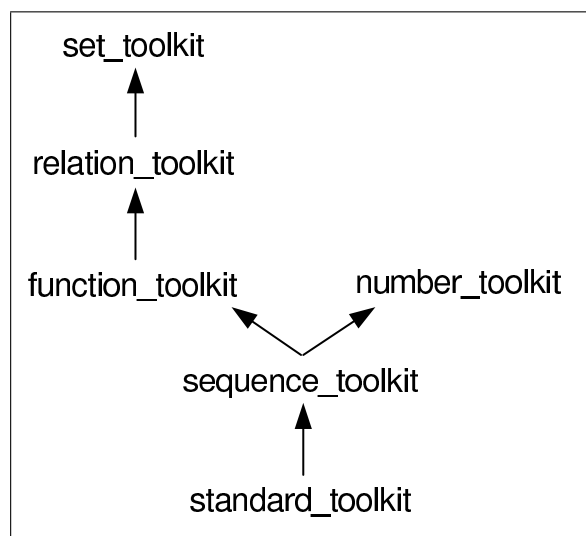 set_toolkit
relation_toolkit
function_toolkit
number_toolkit
sequence_toolkit
standard_toolkit